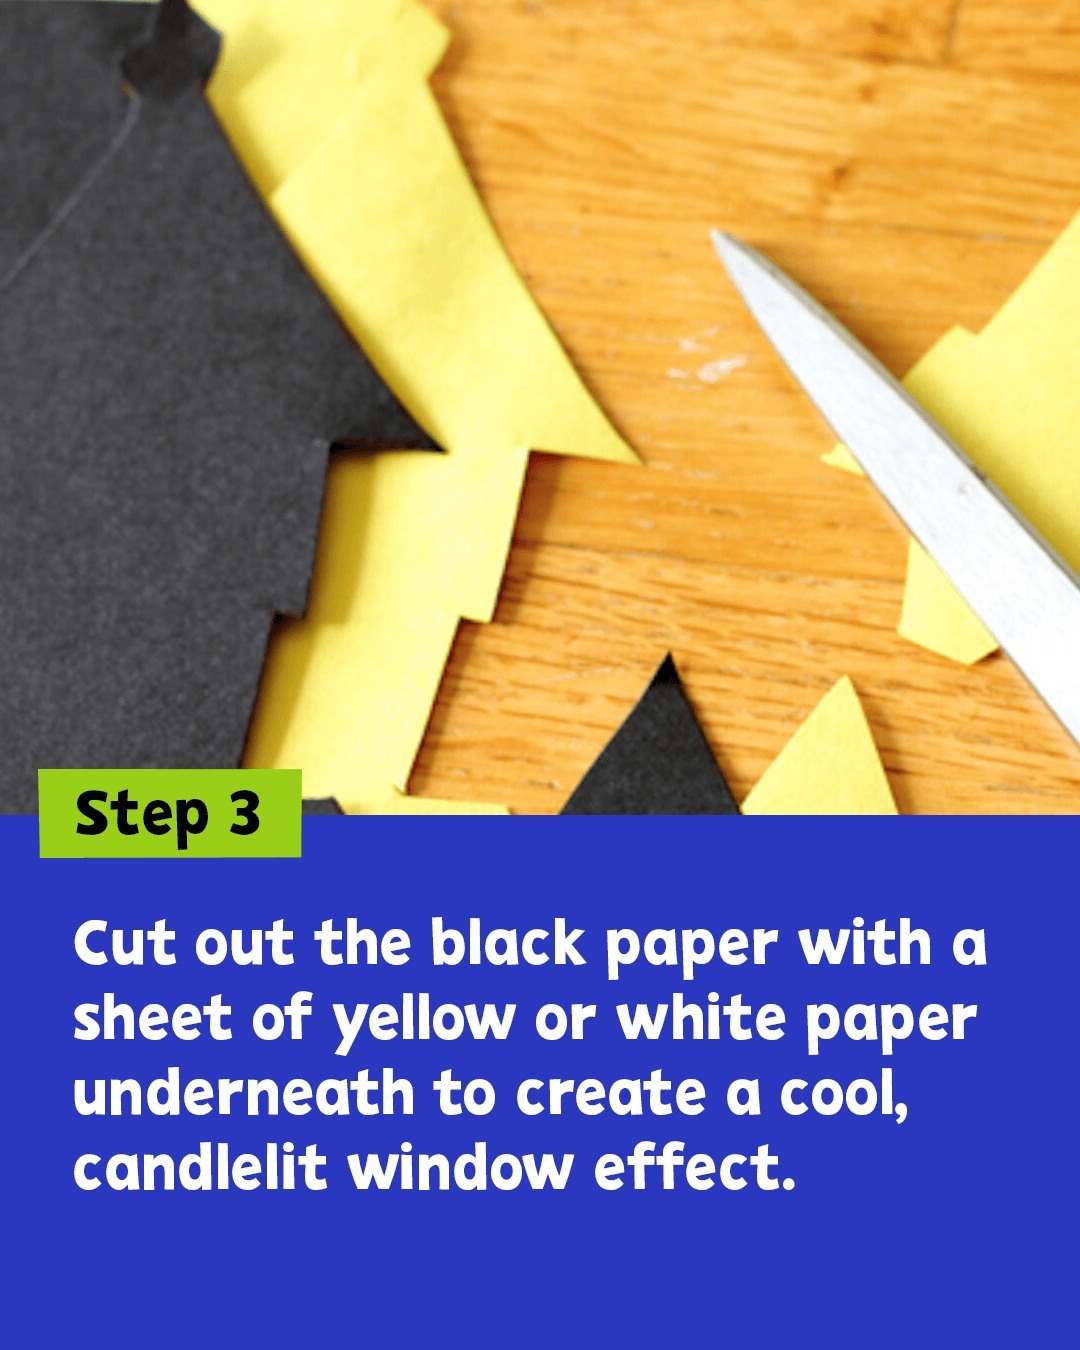 Step 3
Cut out the black paper with a
sheet of yellow or white paper
underneath to create a cool,
candlelit window effect.